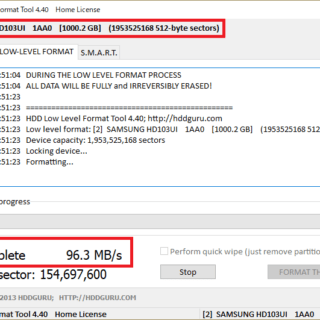 ormat Tool 4.40 Home License
D103UI 1AA0 [1000.2 GB] (1953525168 512-byte sectors)
LOW-LEVEL FORMAT S.M.A.R.T.
:51:04 DURING THE LOW LEVEL FORMAT PROCESS
:51:04 ALL DATA WILL BE FULLY and IRREVERSIBLY ERASED!
:51:23
:51:23 ================================================
:51:23 HDD Low Level Format Tool 4.40; http://hddguru.com
:51:23 Low level format: [2] SAMSUNG HD103UI 1AA0 [1000.2 GB] (1953525168 512-byte
:51:23 Device capacity: 1,953,525,168 sectors
:51:23 Locking device...
:51:23 Formatting...
progress
plete 96.3 MB/s
Perform quick wipe (just remove partitio
sector: 154,697,600
Stop FORMAT TH
2013 HDDGURU; HTTP://HDDGURU.COM
rmat Tool 4.40 Home License [2] SAMSUNG HD103UI 1AA0 [